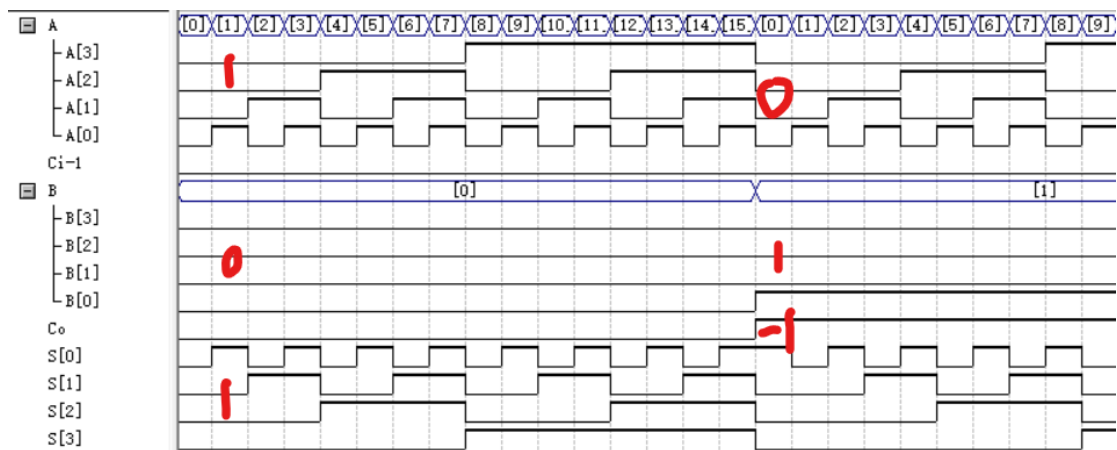 A [0] [1] [2] [3] [4] [5] [6] [7] [8] [9] [10. [11. [12. [13. [14. [15. [0] [1] [2] [3] [4] [5] [6] [7] [8] [9]
A[3]
1
A[2]
A[1] 0
A[0]
Ci-1
B [0] [1]
B[3]
B[2]
0 1
B[1]
B[0]
Co -1
S[0]
S[1]
1
S[2]
S[3]